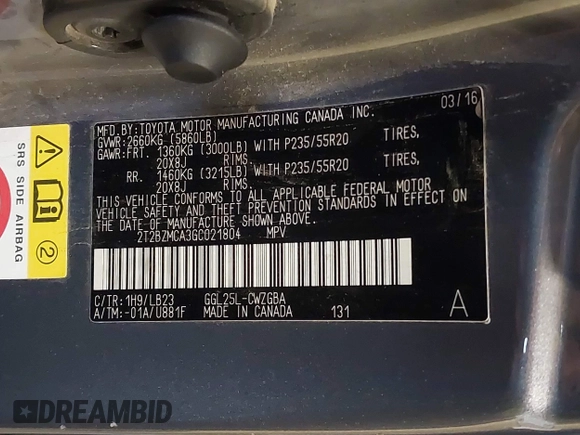 MFD.BY:TOYOTA MOTOR MANUFACTURING CANADA INC. 03/16
GVWR:2660KG (5860LB)
GAWR:FRT. 1360KG (3000LB) WITH P235/55R20 TIRES,
20X8J RIMS.
RR. 1460KG (3215LB) WITH P235/55R20 TIRES,
20X8J RIMS.
THIS VEHICLE CONFORMS TO ALL APPLICABLE FEDERAL MOTOR
VEHICLE SAFETY AND THEFT PREVENTION STANDARDS IN EFFECT ON
THE DATE OF MANUFACTURE SHOWN ABOVE.
2T2BZMCA3GC021804 MPV
C/TR: 1H9/LB23 GGL25L-CWZGBA
A/TM: -01A/U881F MADE IN CANADA 131 A
SRS SIDE AIRBAG
2
DREAMBID